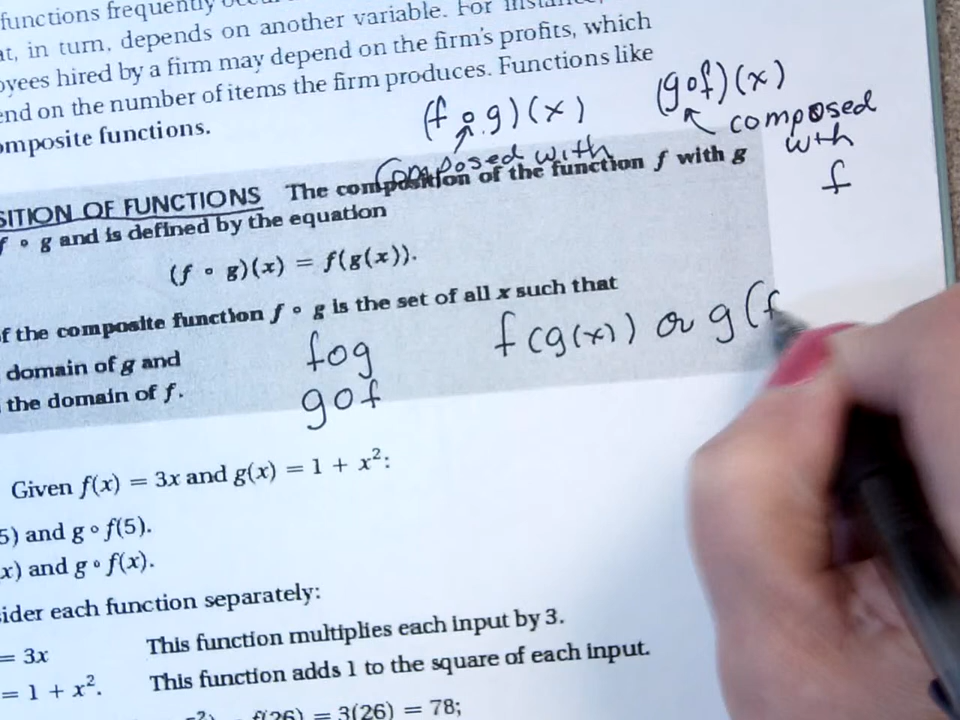 functions frequently
at, in turn, depends on another variable. For instance,
oyees hired by a firm may depend on the firm's profits, which
end on the number of items the firm produces. Functions like
omposite functions.
(f o g)(x) (gof)(x)
composed
composed with wth
f
SITION OF FUNCTIONS The composition of the function f with g
f ∘ g and is defined by the equation
(f ∘ g)(x) = f(g(x)).
f the composite function f ∘ g is the set of all x such that
domain of g and
the domain of f.
fog f(g(x)) or g(f
gof
Given f(x) = 3x and g(x) = 1 + x²:
5) and g ∘ f(5).
x) and g ∘ f(x).
ider each function separately:
= 3x This function multiplies each input by 3.
= 1 + x². This function adds 1 to the square of each input.
f(26) = 3(26) = 78;